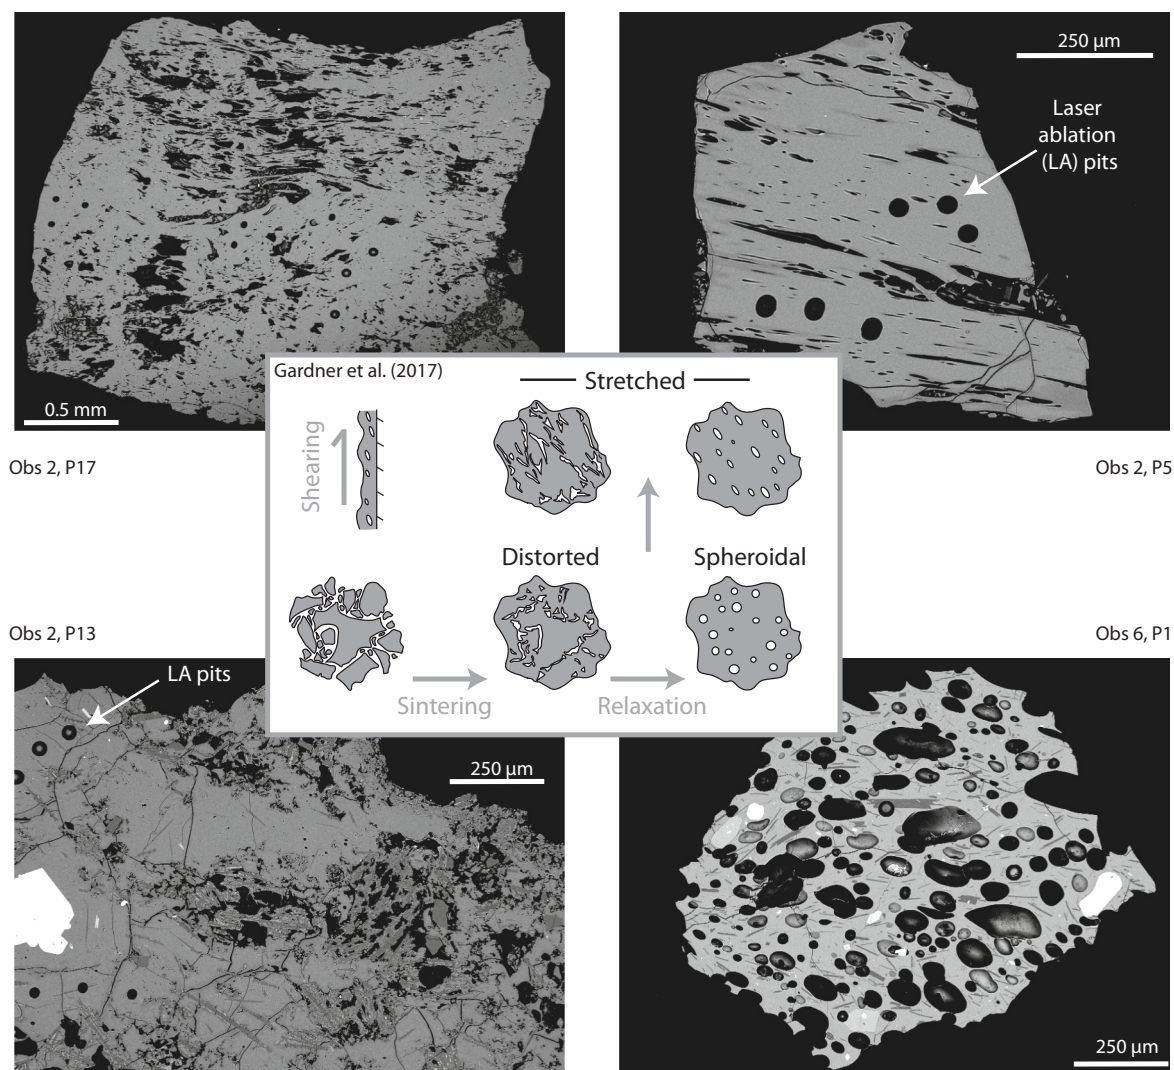 250 µm
Laser
ablation
(LA) pits
0.5 mm
Gardner et al. (2017)
Stretched
Shearing
Obs 2, P17
Obs 2, P5
Distorted
Spheroidal
Obs 2, P13
Obs 6, P1
LA pits
Sintering
Relaxation
250 µm
250 µm